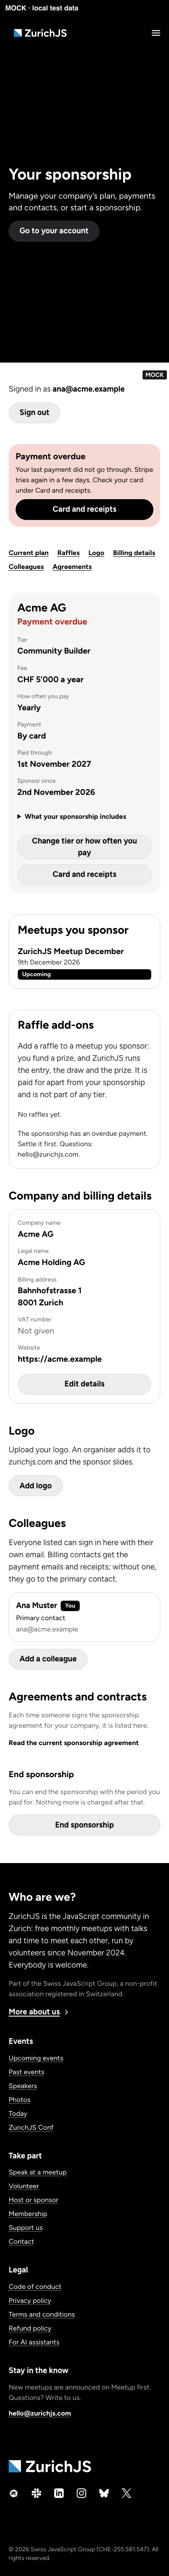 MOCK · local test data
ZurichJS
Your sponsorship
Manage your company's plan, payments
and contacts, or start a sponsorship.
Go to your account
MOCK
Signed in as ana@acme.example
Sign out
Payment overdue
Your last payment did not go through. Stripe
tries again in a few days. Check your card
under Card and receipts.
Card and receipts
Current plan Raffles Logo Billing details
Colleagues Agreements
Acme AG
Payment overdue
Tier
Community Builder
Fee
CHF 5'000 a year
How often you pay
Yearly
Payment
By card
Paid through
1st November 2027
Sponsor since
2nd November 2026
What your sponsorship includes
Change tier or how often you
pay
Card and receipts
Meetups you sponsor
ZurichJS Meetup December
9th December 2026
Upcoming
Raffle add-ons
Add a raffle to a meetup you sponsor:
you fund a prize, and ZurichJS runs
the entry, the draw and the prize. It is
paid for apart from your sponsorship
and is not part of any tier.
No raffles yet.
The sponsorship has an overdue payment.
Settle it first. Questions:
hello@zurichjs.com.
Company and billing details
Company name
Acme AG
Legal name
Acme Holding AG
Billing address
Bahnhofstrasse 1
8001 Zurich
VAT number
Not given
Website
https://acme.example
Edit details
Logo
Upload your logo. An organiser adds it to
zurichjs.com and the sponsor slides.
Add logo
Colleagues
Everyone listed can sign in here with their
own email. Billing contacts get the
payment emails and receipts; without one,
they go to the primary contact.
Ana Muster You
Primary contact
ana@acme.example
Add a colleague
Agreements and contracts
Each time someone signs the sponsorship
agreement for your company, it is listed here.
Read the current sponsorship agreement
End sponsorship
You can end the sponsorship with the period you
paid for. Nothing more is charged after that.
End sponsorship
Who are we?
ZurichJS is the JavaScript community in
Zurich: free monthly meetups with talks
and time to meet each other, run by
volunteers since November 2024.
Everybody is welcome.
Part of the Swiss JavaScript Group, a non-profit
association registered in Switzerland.
More about us
Events
Upcoming events
Past events
Speakers
Photos
Today
ZurichJS Conf
Take part
Speak at a meetup
Volunteer
Host or sponsor
Membership
Support us
Contact
Legal
Code of conduct
Privacy policy
Terms and conditions
Refund policy
For AI assistants
Stay in the know
New meetups are announced on Meetup first.
Questions? Write to us.
hello@zurichjs.com
ZurichJS
© 2026 Swiss JavaScript Group (CHE-255.581.547). All
rights reserved.